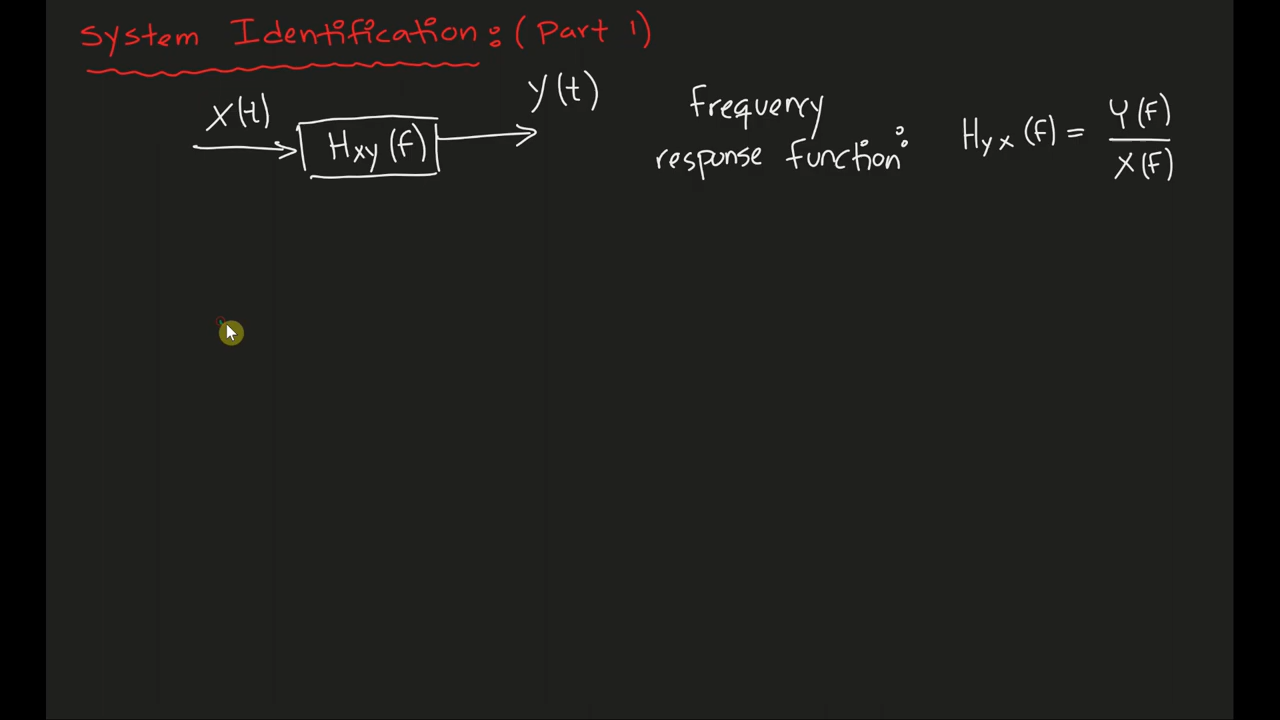 System Identification: (Part 1)
X(t)
Hxy(f)
Y(t)
frequency
response function:
Hyx(f) = Y(f) / X(f)